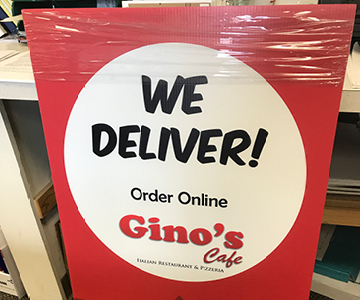 WE
DELIVER!
Order Online
Gino's
Cafe
Italian Restaurant & Pizzeria